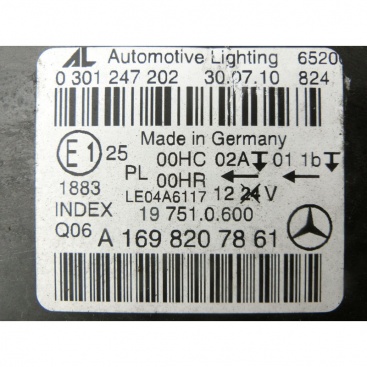 AL Automotive Lighting 6520
0 301 247 202 30.07.10 824
Made in Germany
E1 25 00HC 02A 01 1b
PL 00HR
1883 LE04A6117 12 24 V
INDEX 19 751.0.600
Q06 A 169 820 78 61